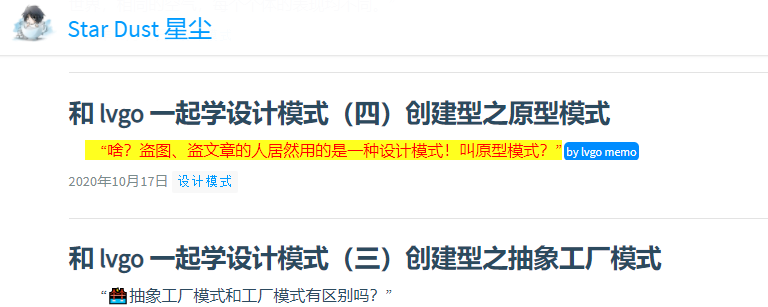 Star Dust 星尘
和 lvgo 一起学设计模式（四）创建型之原型模式
“啥？盗图、盗文章的人居然用的是一种设计模式！叫原型模式？”by lvgo memo
2020年10月17日 设计模式
和 lvgo 一起学设计模式（三）创建型之抽象工厂模式
“抽象工厂模式和工厂模式有区别吗？”